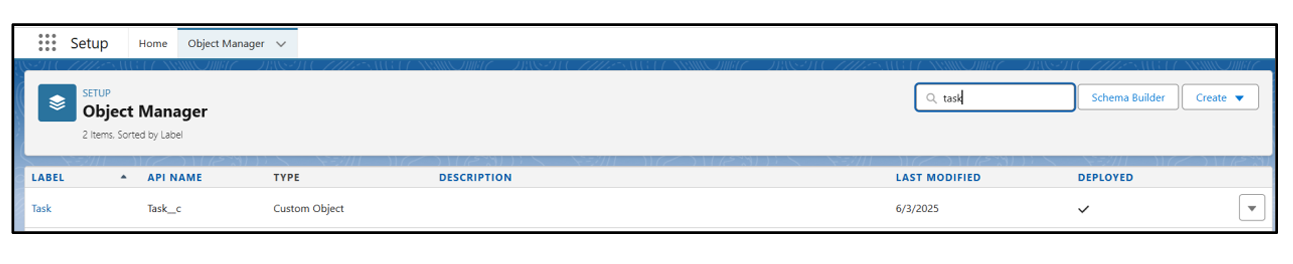 Setup Home Object Manager
SETUP
Object Manager
2 Items, Sorted by Label
task
Schema Builder
Create
LABEL API NAME TYPE DESCRIPTION LAST MODIFIED DEPLOYED
Task Task__c Custom Object 6/3/2025